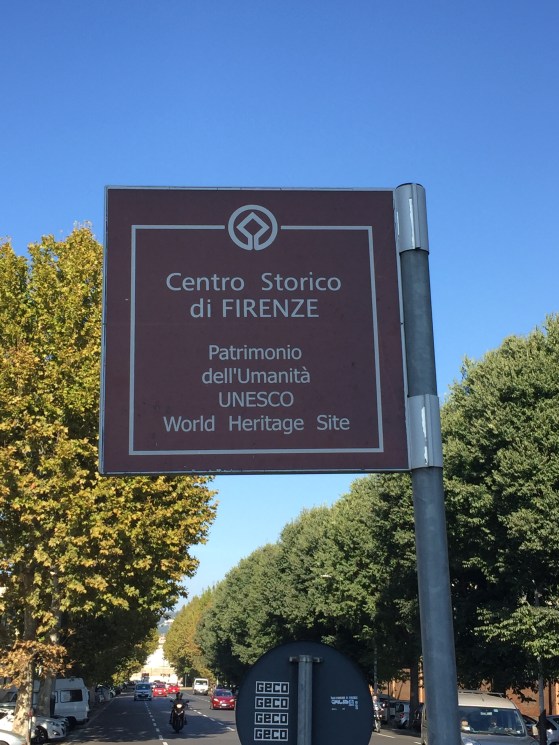 Centro Storico
di FIRENZE
Patrimonio
dell'Umanità
UNESCO
World Heritage Site
GECO
GECO
GECO
GECO